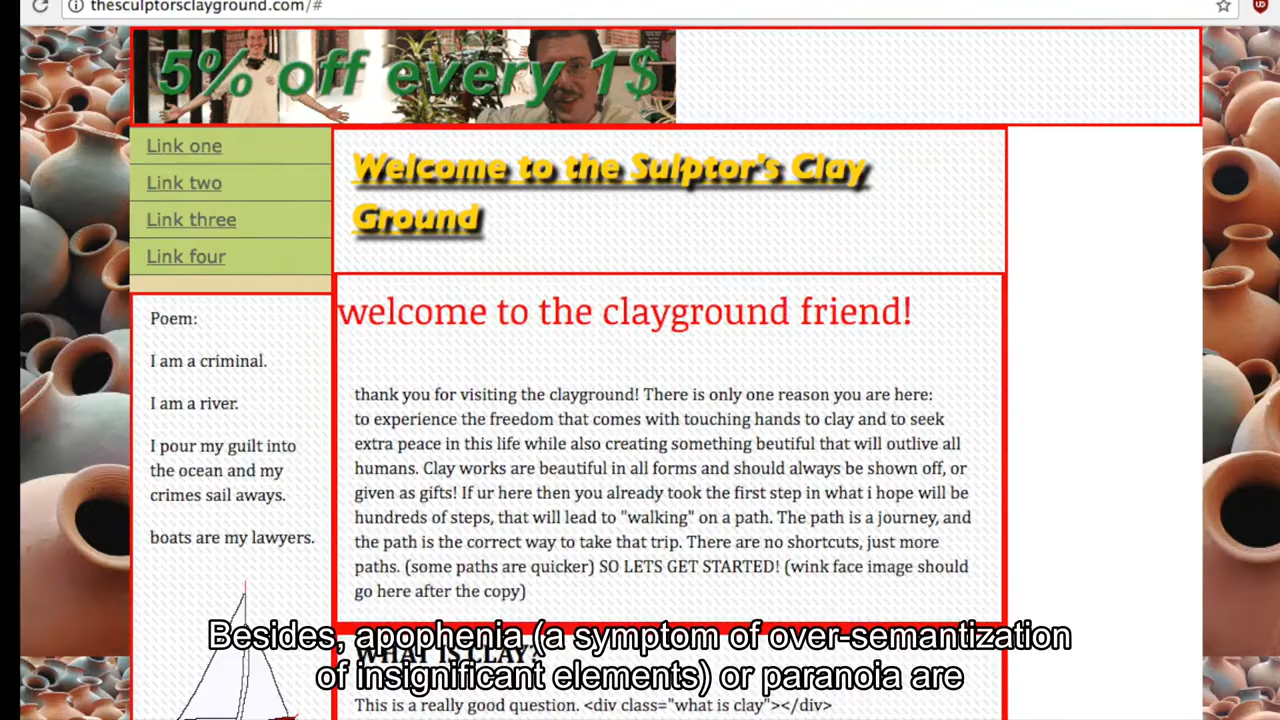 thesculptorsclayground.com/#
5% off every 1$
Link one
Link two
Link three
Link four
Welcome to the Sulptor's Clay
Ground
welcome to the clayground friend!
Poem:
I am a criminal.
I am a river.
I pour my guilt into
the ocean and my
crimes sail aways.
boats are my lawyers.
thank you for visiting the clayground! There is only one reason you are here:
to experience the freedom that comes with touching hands to clay and to seek
extra peace in this life while also creating something beutiful that will outlive all
humans. Clay works are beautiful in all forms and should always be shown off, or
given as gifts! If ur here then you already took the first step in what i hope will be
hundreds of steps, that will lead to "walking" on a path. The path is a journey, and
the path is the correct way to take that trip. There are no shortcuts, just more
paths. (some paths are quicker) SO LETS GET STARTED! (wink face image should
go here after the copy)
WHAT IS CLAY?
This is a really good question. <div class="what is clay"></div>
Besides, apophenia (a symptom of over-semantization
of insignificant elements) or paranoia are